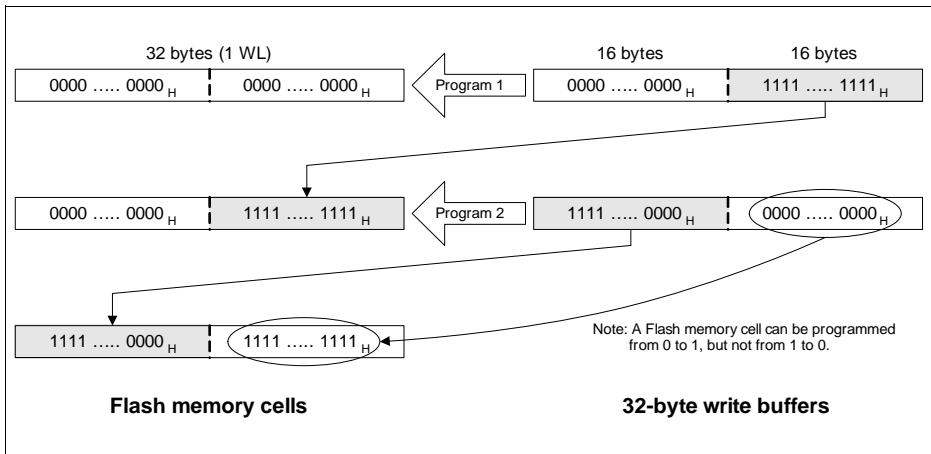 32 bytes (1 WL) 16 bytes 16 bytes
0000 ..... 0000 H 0000 ..... 0000 H Program 1 0000 ..... 0000 H 1111 ..... 1111 H
0000 ..... 0000 H 1111 ..... 1111 H Program 2 1111 ..... 0000 H 0000 ..... 0000 H
1111 ..... 0000 H 1111 ..... 1111 H
Note: A Flash memory cell can be programmed
from 0 to 1, but not from 1 to 0.
Flash memory cells 32-byte write buffers